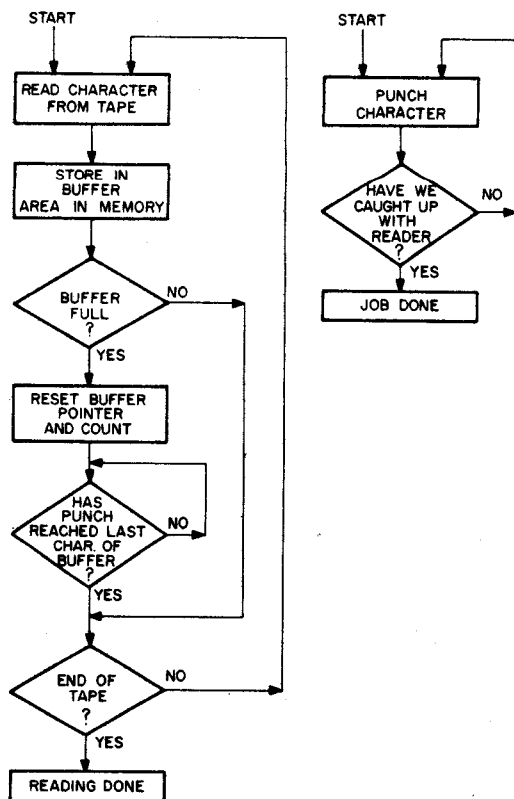 START
READ CHARACTER
FROM TAPE
STORE IN
BUFFER
AREA IN MEMORY
BUFFER
FULL
?
NO
YES
RESET BUFFER
POINTER
AND COUNT
HAS
PUNCH
REACHED LAST
CHAR. OF
BUFFER
?
NO
YES
END OF
TAPE
?
NO
YES
READING DONE
START
PUNCH
CHARACTER
HAVE WE
CAUGHT UP
WITH
READER
?
NO
YES
JOB DONE